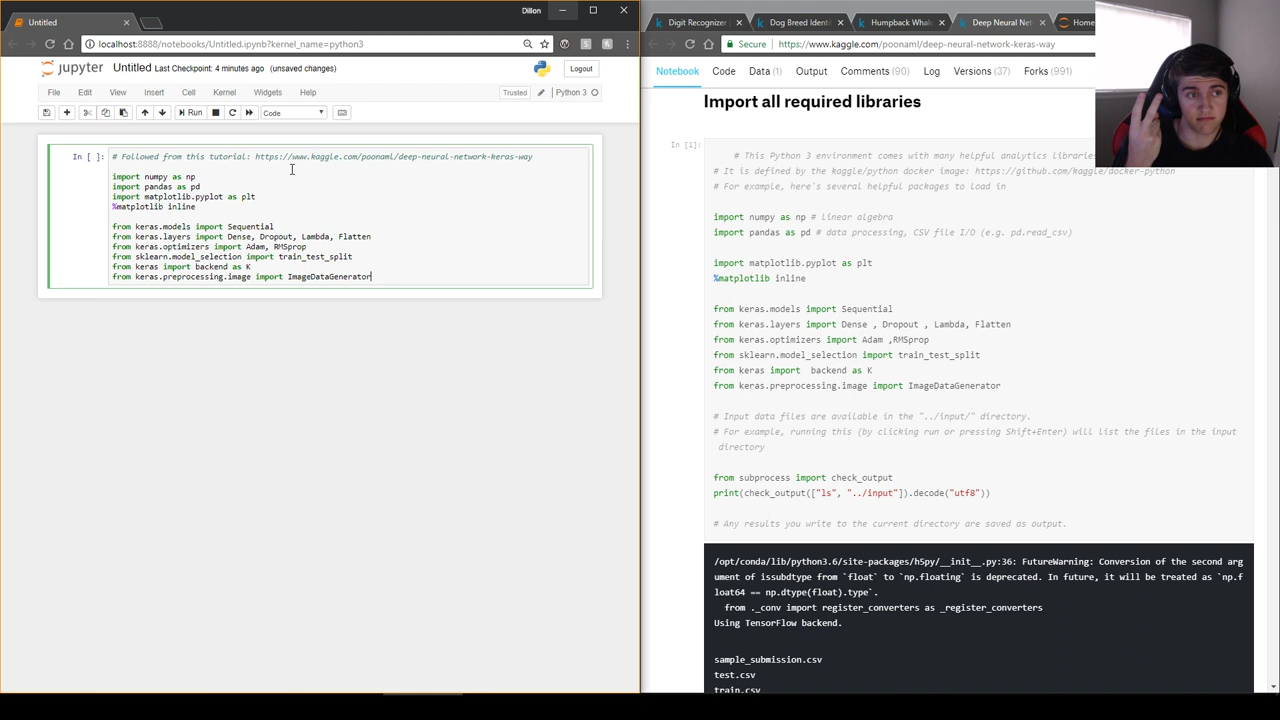 Untitled
Dillon
localhost:8888/notebooks/Untitled.ipynb?kernel_name=python3
jupyter Untitled Last Checkpoint: 4 minutes ago (unsaved changes)
Logout
File Edit View Insert Cell Kernel Widgets Help
Trusted
Python 3
Run
Code
In [ ]:
# Followed from this tutorial: https://www.kaggle.com/poonaml/deep-neural-network-keras-way
import numpy as np
import pandas as pd
import matplotlib.pyplot as plt
%matplotlib inline
from keras.models import Sequential
from keras.layers import Dense, Dropout, Lambda, Flatten
from keras.optimizers import Adam, RMSprop
from sklearn.model_selection import train_test_split
from keras import backend as K
from keras.preprocessing.image import ImageDataGenerator
Digit Recognizer
Dog Breed Identi
Humpback Whal
Deep Neural Net
Home
Secure
https://www.kaggle.com/poonaml/deep-neural-network-keras-way
Notebook Code Data (1) Output Comments (90) Log Versions (37) Forks (991)
Import all required libraries
In [1]:
# This Python 3 environment comes with many helpful analytics libraries
# It is defined by the kaggle/python docker image: https://github.com/kaggle/docker-python
# For example, here's several helpful packages to load in
import numpy as np # linear algebra
import pandas as pd # data processing, CSV file I/O (e.g. pd.read_csv)
import matplotlib.pyplot as plt
%matplotlib inline
from keras.models import Sequential
from keras.layers import Dense , Dropout , Lambda, Flatten
from keras.optimizers import Adam ,RMSprop
from sklearn.model_selection import train_test_split
from keras import  backend as K
from keras.preprocessing.image import ImageDataGenerator
# Input data files are available in the "../input/" directory.
# For example, running this (by clicking run or pressing Shift+Enter) will list the files in the input
directory
from subprocess import check_output
print(check_output(["ls", "../input"]).decode("utf8"))
# Any results you write to the current directory are saved as output.
/opt/conda/lib/python3.6/site-packages/h5py/__init__.py:36: FutureWarning: Conversion of the second arg
ument of issubdtype from `float` to `np.floating` is deprecated. In future, it will be treated as `np.f
loat64 == np.dtype(float).type`.
from ._conv import register_converters as _register_converters
Using TensorFlow backend.
sample_submission.csv
test.csv
train.csv